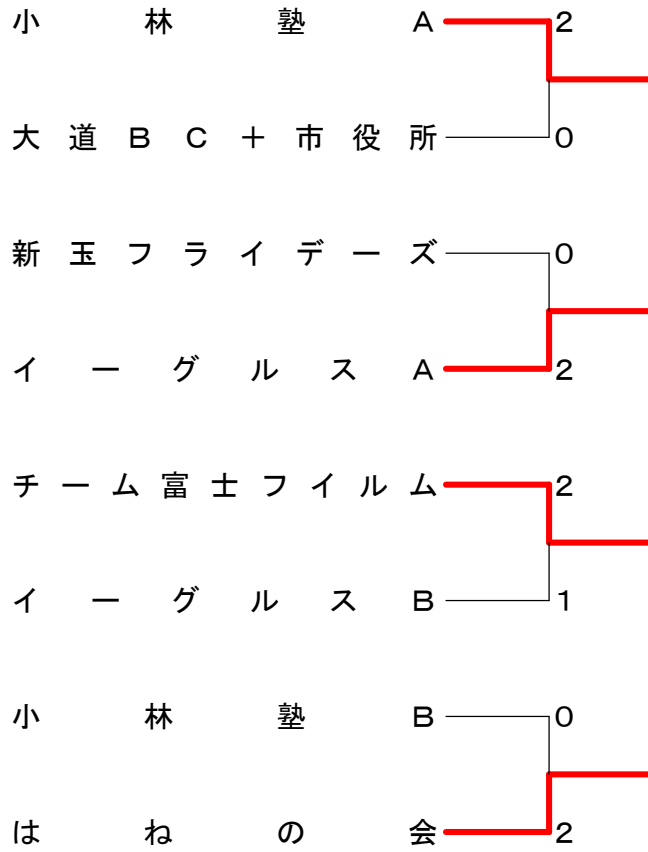 小林塾A 2
大道BC＋市役所 0
新玉フライデーズ 0
イーグルスA 2
チーム富士フイルム 2
イーグルスB 1
小林塾B 0
はねの会 2